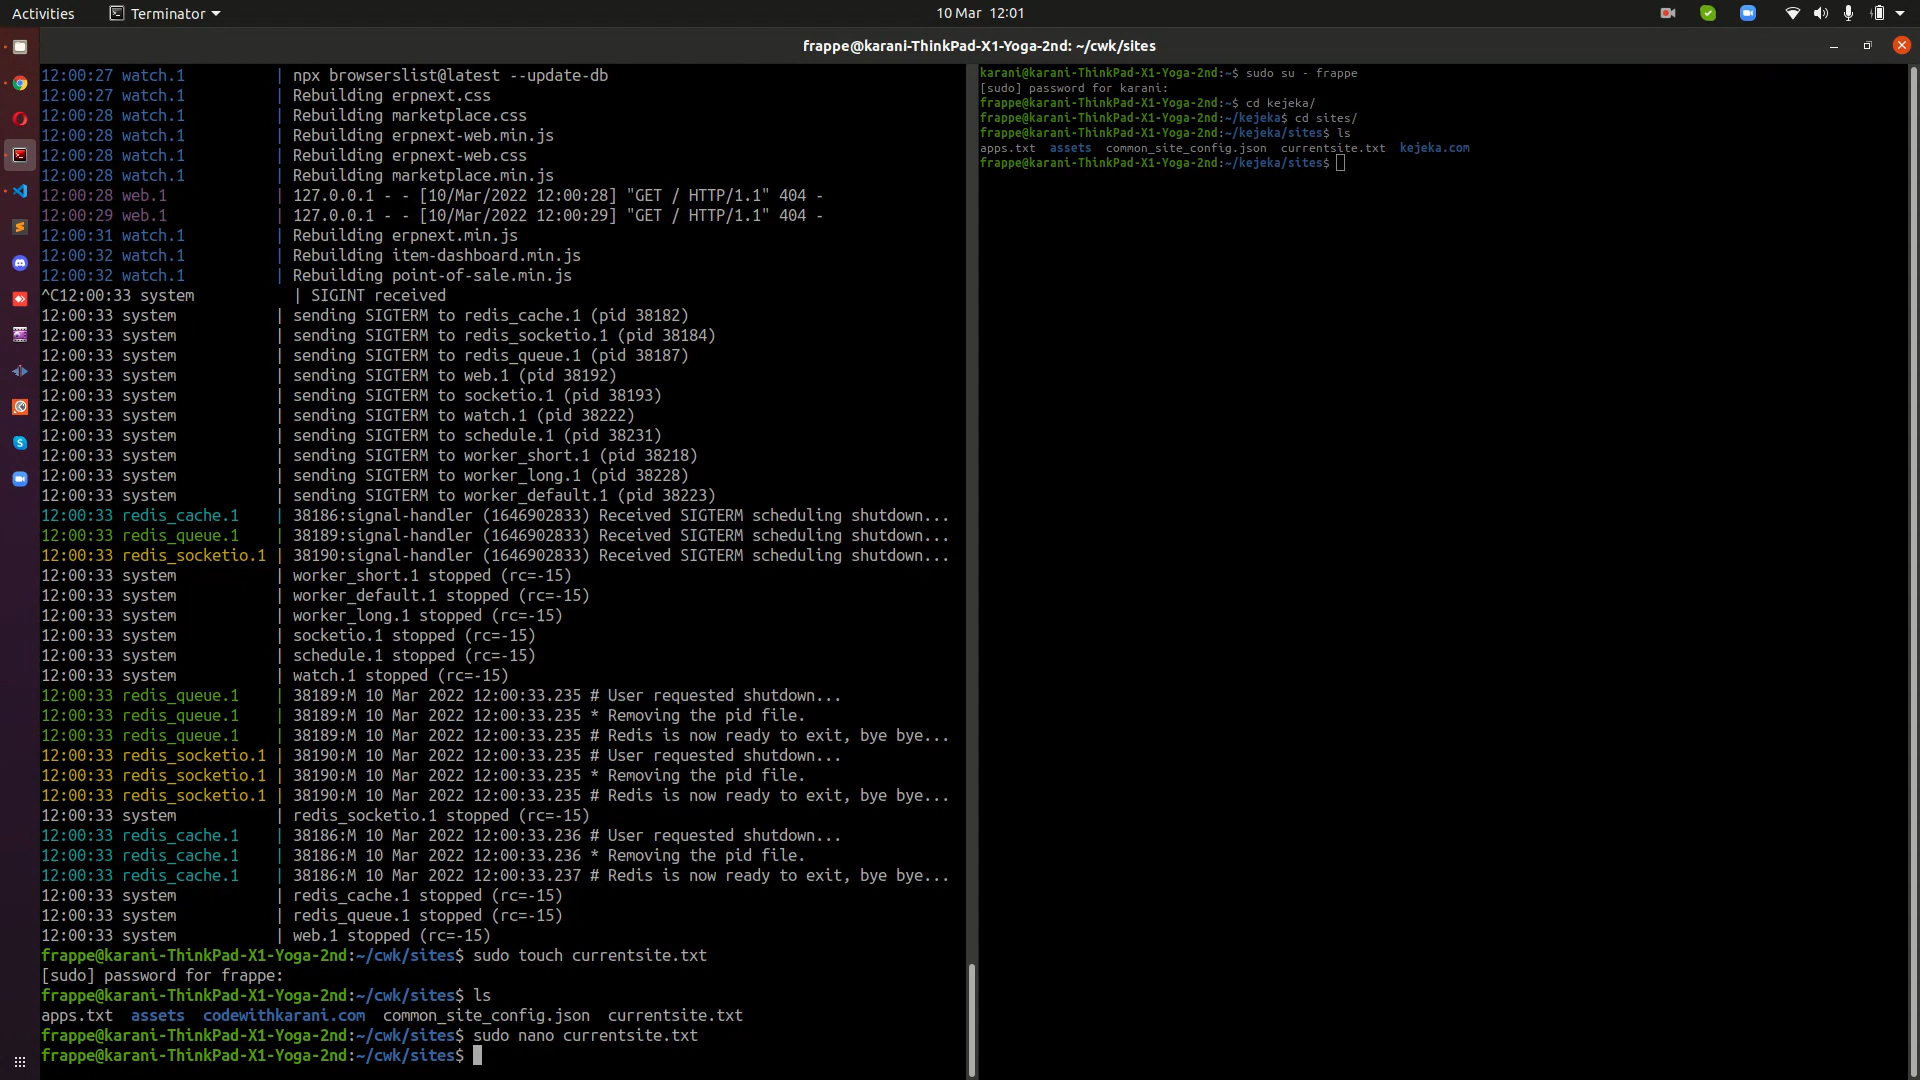 Activities
Terminator
10 Mar 12:01
frappe@karani-ThinkPad-X1-Yoga-2nd: ~/cwk/sites
12:00:27 watch.1 | npx browserslist@latest --update-db
12:00:27 watch.1 | Rebuilding erpnext.css
12:00:28 watch.1 | Rebuilding marketplace.css
12:00:28 watch.1 | Rebuilding erpnext-web.min.js
12:00:28 watch.1 | Rebuilding erpnext-web.css
12:00:28 watch.1 | Rebuilding marketplace.min.js
12:00:28 web.1 | 127.0.0.1 - - [10/Mar/2022 12:00:28] "GET / HTTP/1.1" 404 -
12:00:29 web.1 | 127.0.0.1 - - [10/Mar/2022 12:00:29] "GET / HTTP/1.1" 404 -
12:00:31 watch.1 | Rebuilding erpnext.min.js
12:00:32 watch.1 | Rebuilding item-dashboard.min.js
12:00:32 watch.1 | Rebuilding point-of-sale.min.js
^C12:00:33 system | SIGINT received
12:00:33 system | sending SIGTERM to redis_cache.1 (pid 38182)
12:00:33 system | sending SIGTERM to redis_socketio.1 (pid 38184)
12:00:33 system | sending SIGTERM to redis_queue.1 (pid 38187)
12:00:33 system | sending SIGTERM to web.1 (pid 38192)
12:00:33 system | sending SIGTERM to socketio.1 (pid 38193)
12:00:33 system | sending SIGTERM to watch.1 (pid 38222)
12:00:33 system | sending SIGTERM to schedule.1 (pid 38231)
12:00:33 system | sending SIGTERM to worker_short.1 (pid 38218)
12:00:33 system | sending SIGTERM to worker_long.1 (pid 38228)
12:00:33 system | sending SIGTERM to worker_default.1 (pid 38223)
12:00:33 redis_cache.1 | 38186:signal-handler (1646902833) Received SIGTERM scheduling shutdown...
12:00:33 redis_queue.1 | 38189:signal-handler (1646902833) Received SIGTERM scheduling shutdown...
12:00:33 redis_socketio.1 | 38190:signal-handler (1646902833) Received SIGTERM scheduling shutdown...
12:00:33 system | worker_short.1 stopped (rc=-15)
12:00:33 system | worker_default.1 stopped (rc=-15)
12:00:33 system | worker_long.1 stopped (rc=-15)
12:00:33 system | socketio.1 stopped (rc=-15)
12:00:33 system | schedule.1 stopped (rc=-15)
12:00:33 system | watch.1 stopped (rc=-15)
12:00:33 redis_queue.1 | 38189:M 10 Mar 2022 12:00:33.235 # User requested shutdown...
12:00:33 redis_queue.1 | 38189:M 10 Mar 2022 12:00:33.235 * Removing the pid file.
12:00:33 redis_queue.1 | 38189:M 10 Mar 2022 12:00:33.235 # Redis is now ready to exit, bye bye...
12:00:33 redis_socketio.1 | 38190:M 10 Mar 2022 12:00:33.235 # User requested shutdown...
12:00:33 redis_socketio.1 | 38190:M 10 Mar 2022 12:00:33.235 * Removing the pid file.
12:00:33 redis_socketio.1 | 38190:M 10 Mar 2022 12:00:33.235 # Redis is now ready to exit, bye bye...
12:00:33 system | redis_socketio.1 stopped (rc=-15)
12:00:33 redis_cache.1 | 38186:M 10 Mar 2022 12:00:33.236 # User requested shutdown...
12:00:33 redis_cache.1 | 38186:M 10 Mar 2022 12:00:33.236 * Removing the pid file.
12:00:33 redis_cache.1 | 38186:M 10 Mar 2022 12:00:33.237 # Redis is now ready to exit, bye bye...
12:00:33 system | redis_cache.1 stopped (rc=-15)
12:00:33 system | redis_queue.1 stopped (rc=-15)
12:00:33 system | web.1 stopped (rc=-15)
frappe@karani-ThinkPad-X1-Yoga-2nd:~/cwk/sites$ sudo touch currentsite.txt
[sudo] password for frappe:
frappe@karani-ThinkPad-X1-Yoga-2nd:~/cwk/sites$ ls
apps.txt assets codewithkarani.com common_site_config.json currentsite.txt
frappe@karani-ThinkPad-X1-Yoga-2nd:~/cwk/sites$ sudo nano currentsite.txt
frappe@karani-ThinkPad-X1-Yoga-2nd:~/cwk/sites$
karani@karani-ThinkPad-X1-Yoga-2nd:~$ sudo su - frappe
[sudo] password for karani:
frappe@karani-ThinkPad-X1-Yoga-2nd:~$ cd kejeka/
frappe@karani-ThinkPad-X1-Yoga-2nd:~/kejeka$ cd sites/
frappe@karani-ThinkPad-X1-Yoga-2nd:~/kejeka/sites$ ls
apps.txt assets common_site_config.json currentsite.txt kejeka.com
frappe@karani-ThinkPad-X1-Yoga-2nd:~/kejeka/sites$